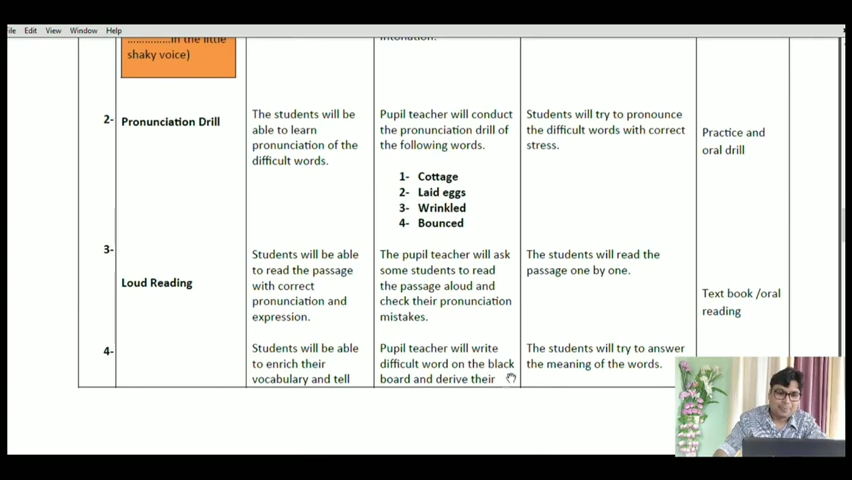 File Edit View Window Help
...............in the little
shaky voice)
intonation.
2-
Pronunciation Drill
The students will be
able to learn
pronunciation of the
difficult words.
Pupil teacher will conduct
the pronunciation drill of
the following words.
1- Cottage
2- Laid eggs
3- Wrinkled
4- Bounced
Students will try to pronounce
the difficult words with correct
stress.
Practice and
oral drill
3-
Loud Reading
Students will be able
to read the passage
with correct
pronunciation and
expression.
The pupil teacher will ask
some students to read
the passage aloud and
check their pronunciation
mistakes.
The students will read the
passage one by one.
Text book /oral
reading
4-
Students will be able
to enrich their
vocabulary and tell
Pupil teacher will write
difficult word on the black
board and derive their
The students will try to answer
the meaning of the words.